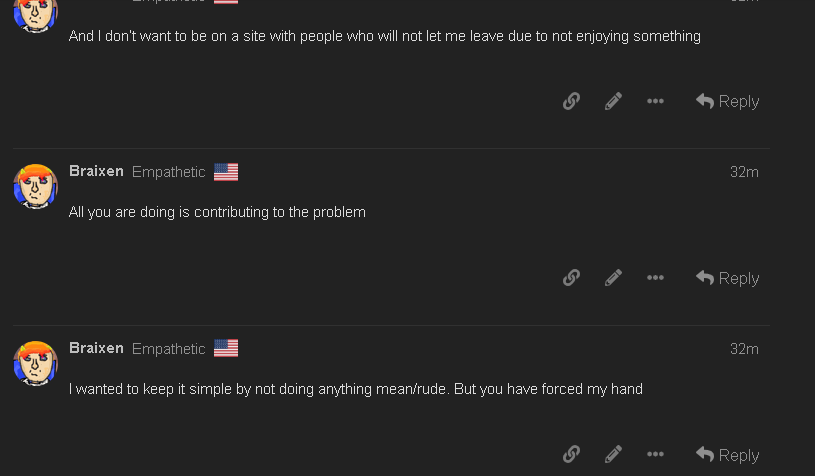 Empathetic 32m
And I don't want to be on a site with people who will not let me leave due to not enjoying something
Reply
Braixen Empathetic 32m
All you are doing is contributing to the problem
Reply
Braixen Empathetic 32m
I wanted to keep it simple by not doing anything mean/rude. But you have forced my hand
Reply